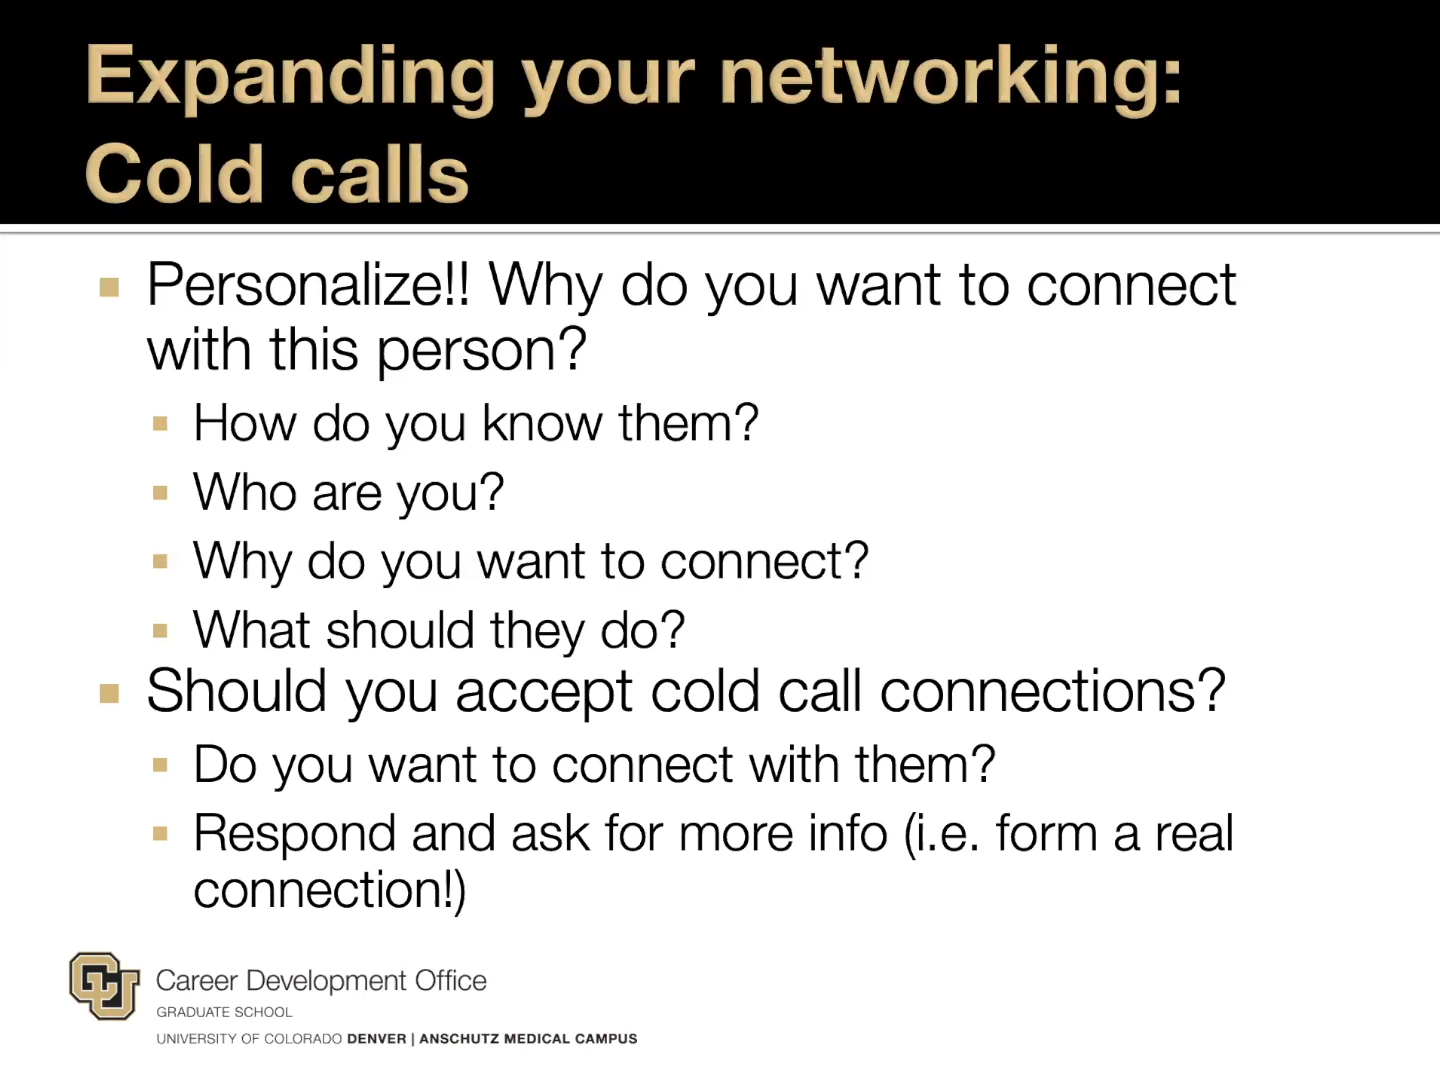 Expanding your networking:
Cold calls
Personalize!! Why do you want to connect
with this person?
How do you know them?
Who are you?
Why do you want to connect?
What should they do?
Should you accept cold call connections?
Do you want to connect with them?
Respond and ask for more info (i.e. form a real
connection!)
CU
Career Development Office
GRADUATE SCHOOL
UNIVERSITY OF COLORADO DENVER | ANSCHUTZ MEDICAL CAMPUS